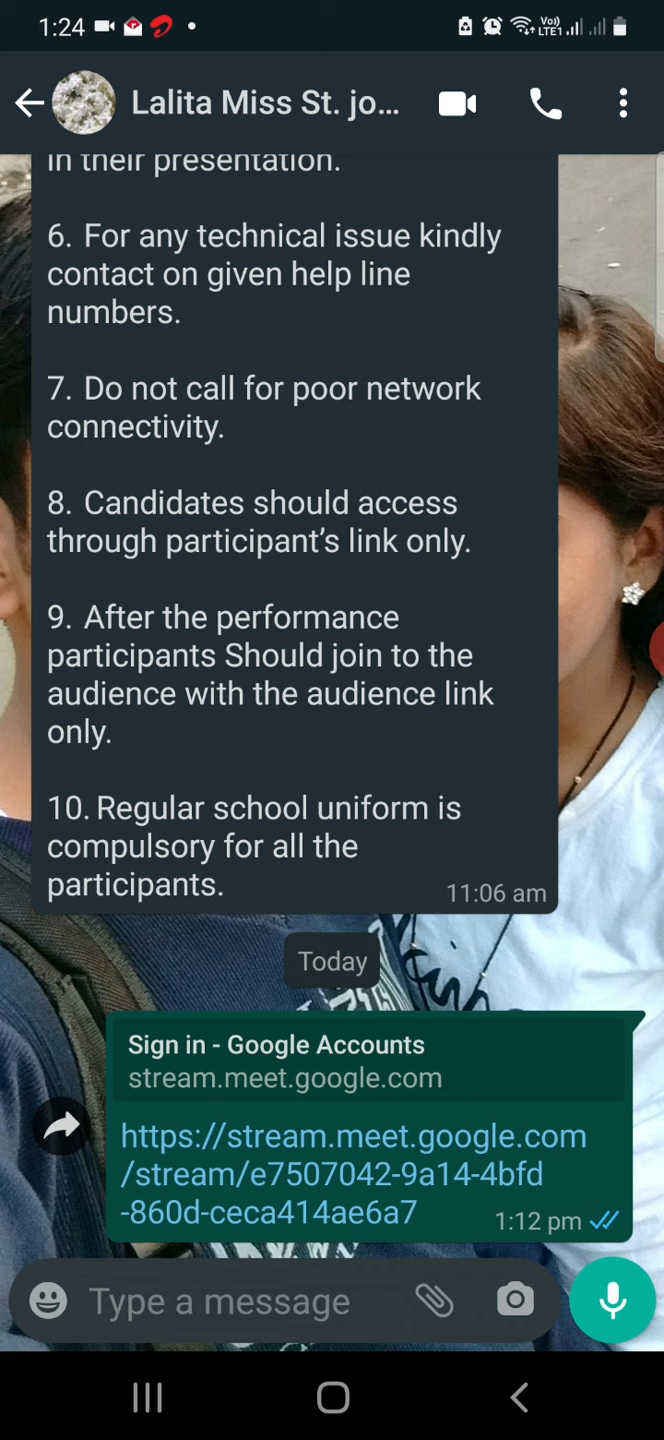 1:24
Vo))
LTE1
Lalita Miss St. jo...
in their presentation.
6. For any technical issue kindly
contact on given help line
numbers.
7. Do not call for poor network
connectivity.
8. Candidates should access
through participant’s link only.
9. After the performance
participants Should join to the
audience with the audience link
only.
10. Regular school uniform is
compulsory for all the
participants.
11:06 am
Today
Sign in - Google Accounts
stream.meet.google.com
https://stream.meet.google.com
/stream/e7507042-9a14-4bfd
-860d-ceca414ae6a7
1:12 pm
Type a message